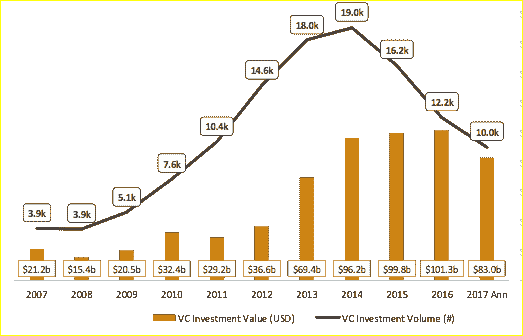 19.0k
18.0k
16.2k
14.6k
12.2k
10.4k
10.0k
7.6k
5.1k
3.9k 3.9k
$21.2b $15.4b $20.5b $32.4b $29.2b $36.6b $69.4b $96.2b $99.8b $101.3b $83.0b
2007 2008 2009 2010 2011 2012 2013 2014 2015 2016 2017 Ann
VC Investment Value (USD) VC Investment Volume (#)